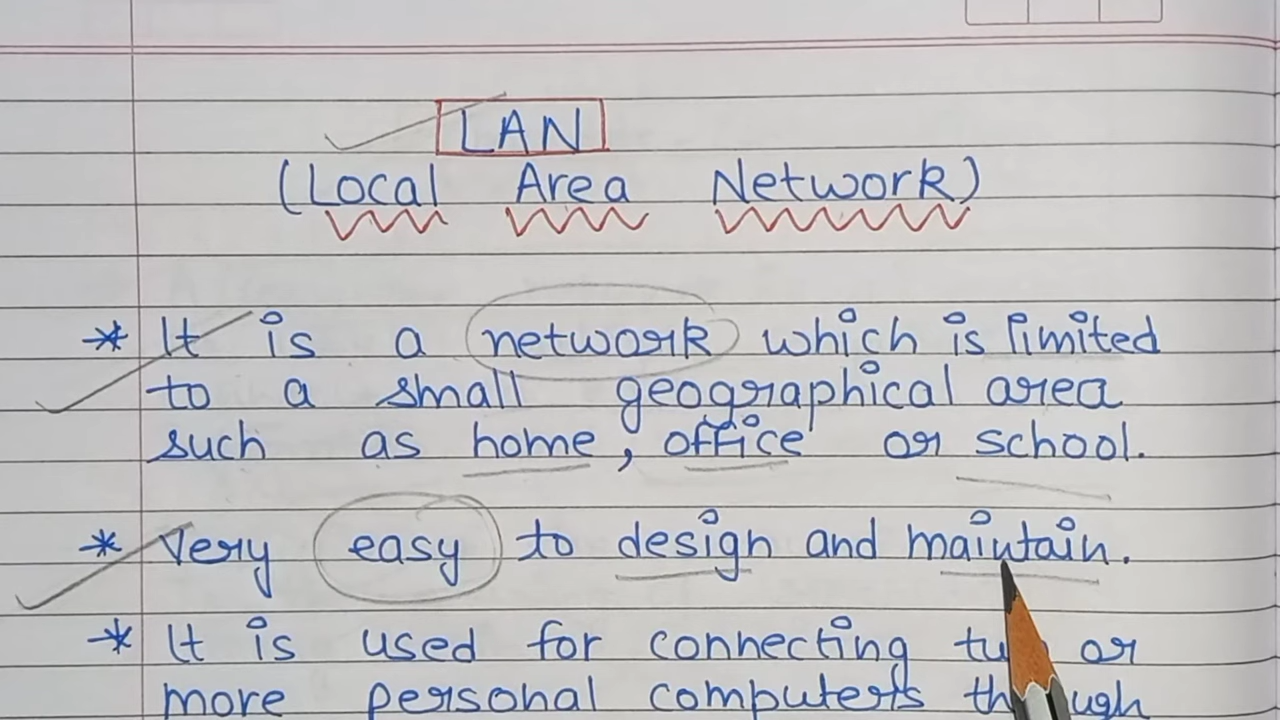 LAN
(Local Area Network)
* It is a network which is limited
to a small geographical area
such as home, office or school.
* Very easy to design and maintain.
* It is used for connecting or
more personal computers